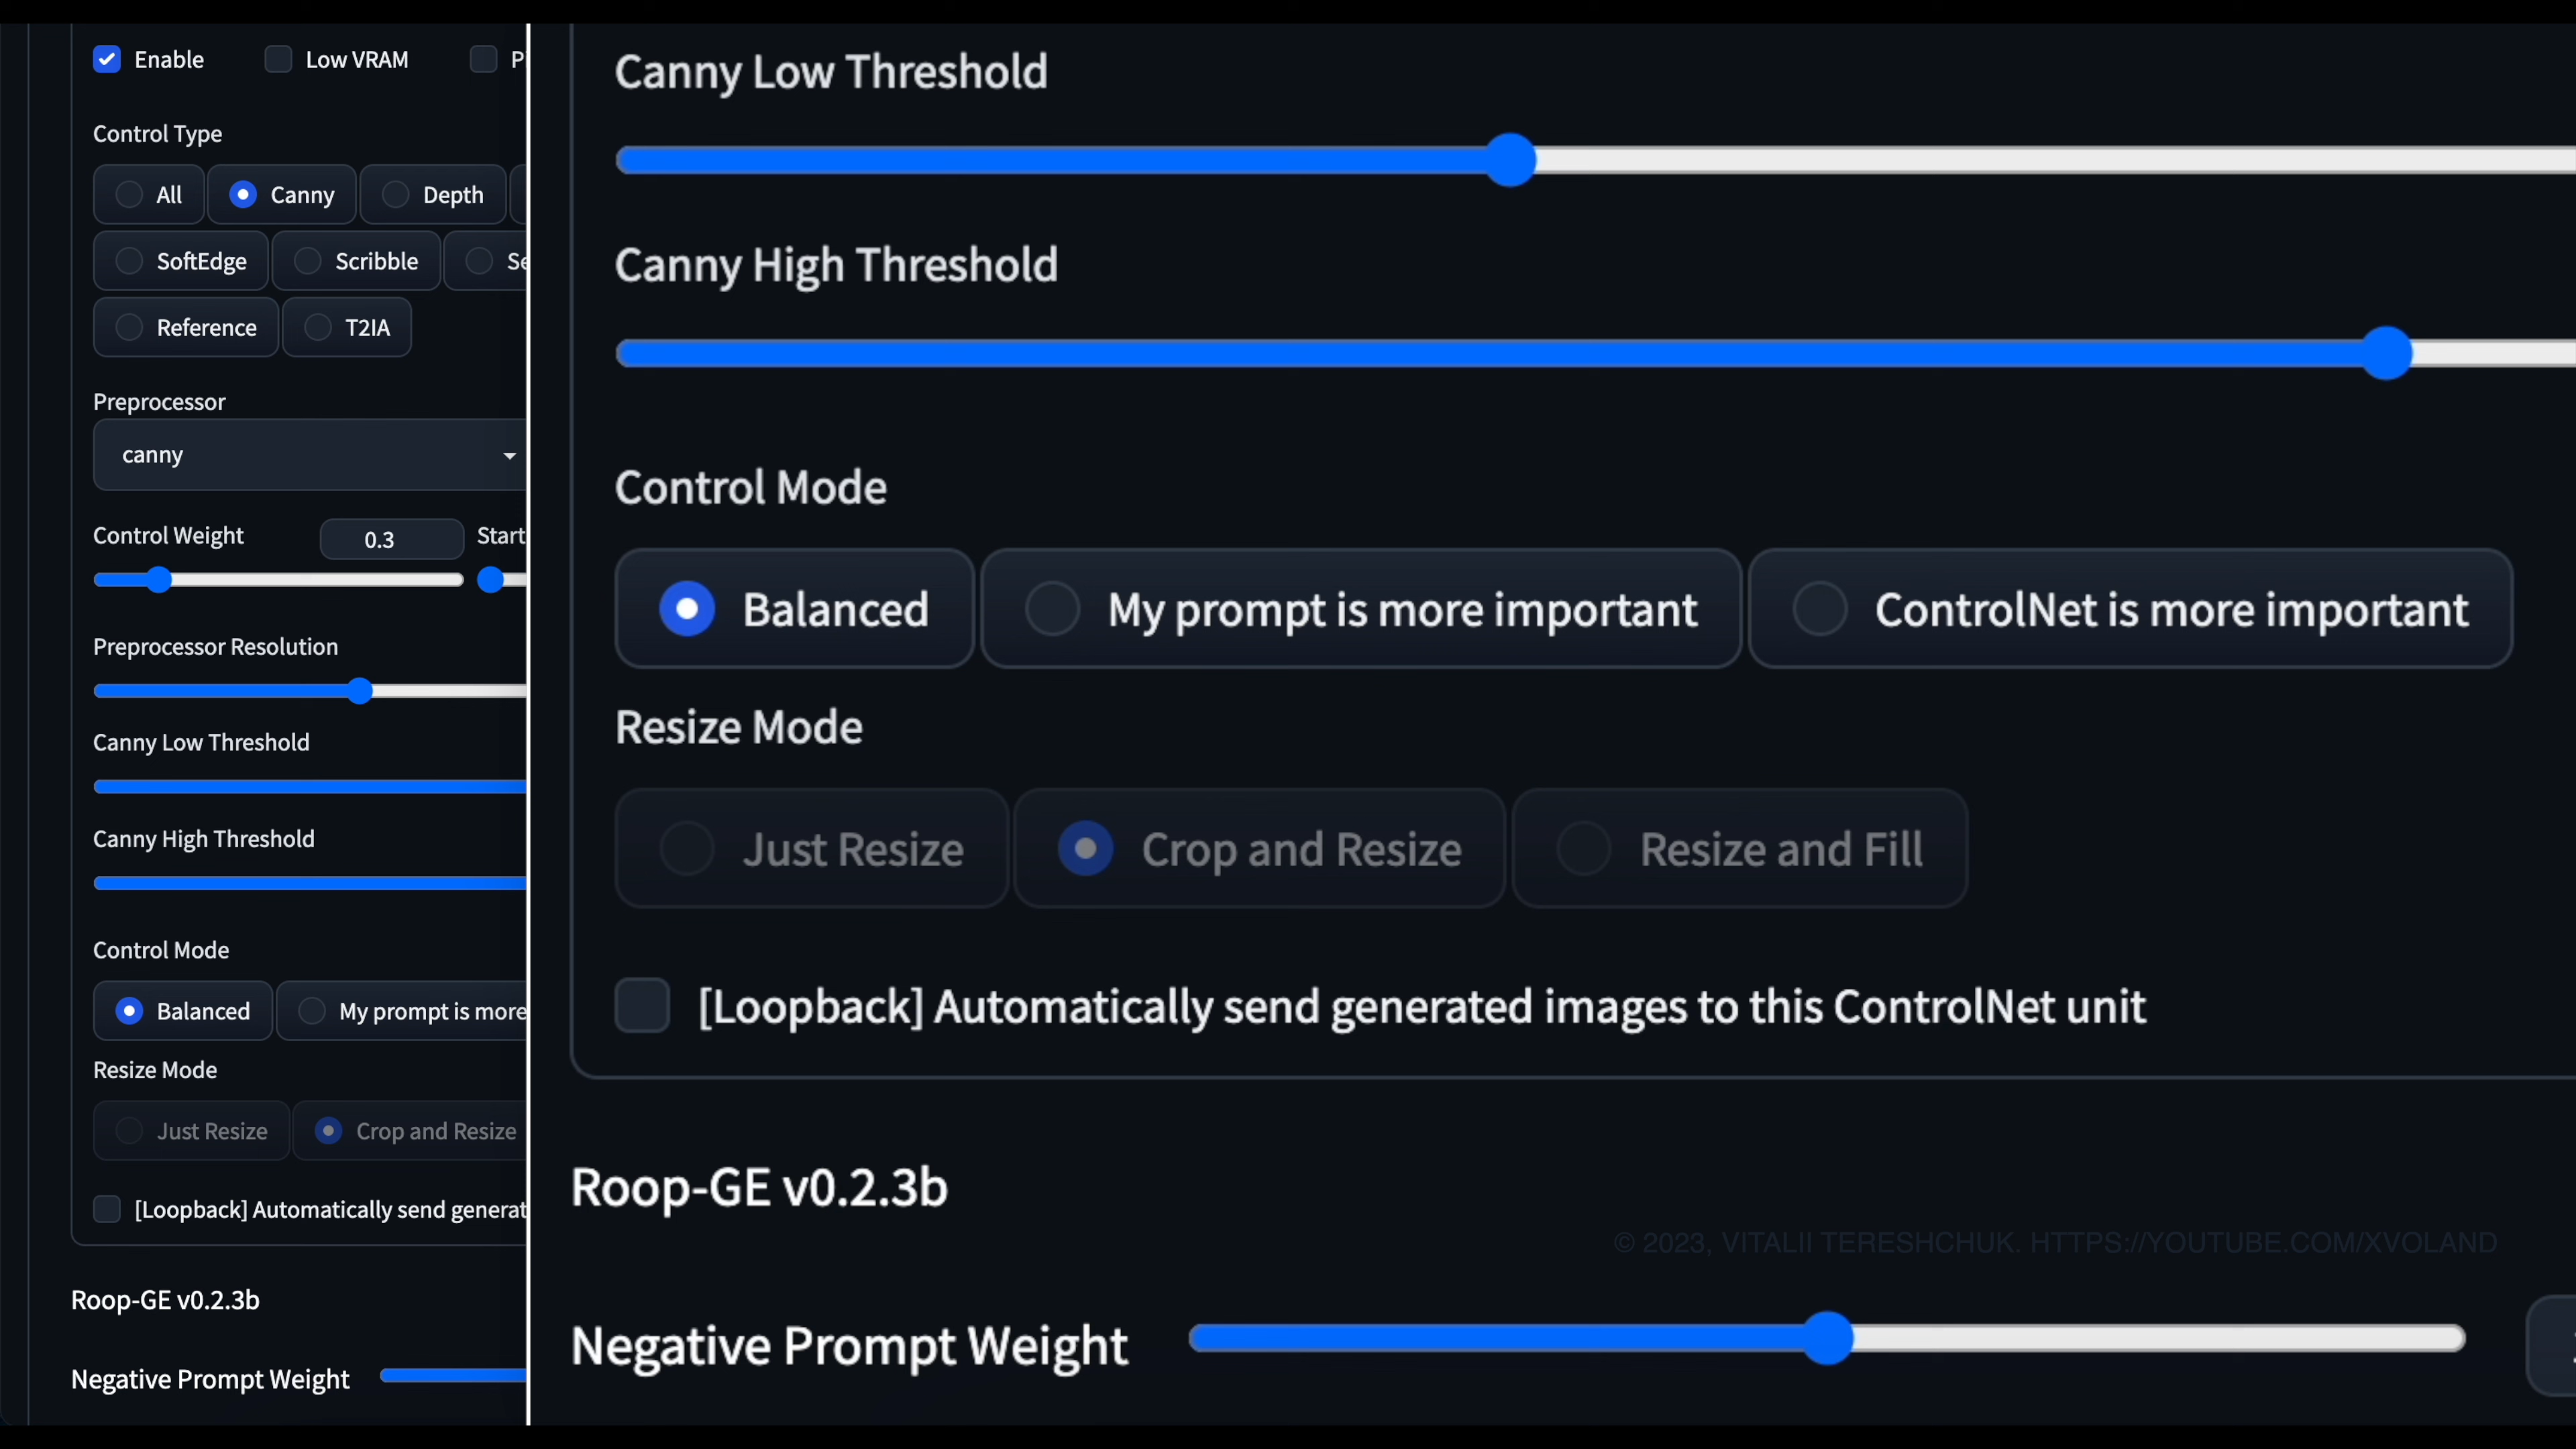 Enable
Low VRAM
Control Type
All
Canny
Depth
SoftEdge
Scribble
Reference
T2IA
Preprocessor
canny
Control Weight
0.3
Start
Preprocessor Resolution
Canny Low Threshold
Canny High Threshold
Control Mode
Balanced
My prompt is more
Resize Mode
Just Resize
Crop and Resize
[Loopback] Automatically send generat
Roop-GE v0.2.3b
Negative Prompt Weight
Canny Low Threshold
Canny High Threshold
Control Mode
Balanced
My prompt is more important
ControlNet is more important
Resize Mode
Just Resize
Crop and Resize
Resize and Fill
[Loopback] Automatically send generated images to this ControlNet unit
Roop-GE v0.2.3b
© 2023, VITALII TERESHCHUK. HTTPS://YOUTUBE.COM/XVOLAND
Negative Prompt Weight